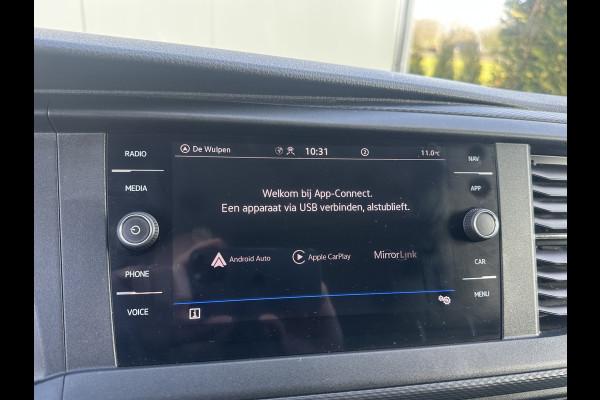 RADIO
MEDIA
PHONE
VOICE
De Wulpen 10:31 2 11.0°C
Welkom bij App-Connect.
Een apparaat via USB verbinden, alstublieft.
Android Auto Apple CarPlay MirrorLink
i
NAV
APP
CAR
MENU